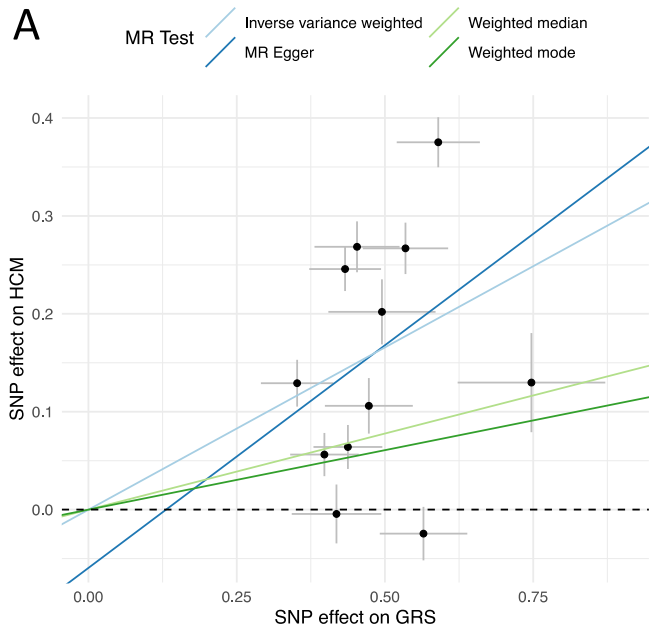 A
MR Test
Inverse variance weighted
Weighted median
MR Egger
Weighted mode
SNP effect on HCM
0.4
0.3
0.2
0.1
0.0
0.00
0.25
0.50
0.75
SNP effect on GRS